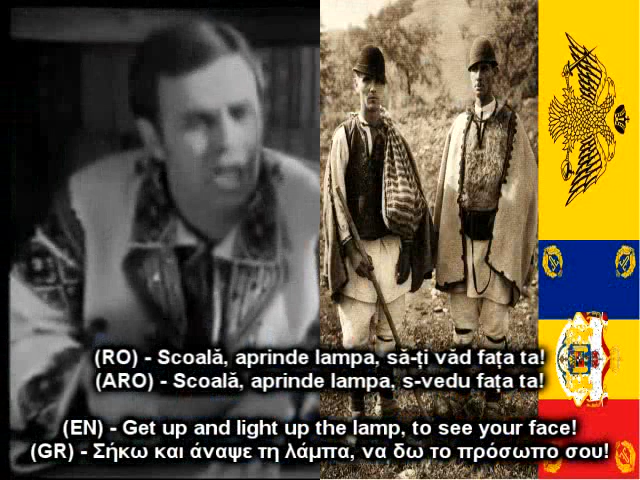 (RO) - Scoală, aprinde lampa, să-ți văd fața ta!
(ARO) - Scoală, aprinde lampa, s-vedu fața ta!
(EN) - Get up and light up the lamp, to see your face!
(GR) - Σήκω και άναψε τη λάμπα, να δω το πρόσωπο σου!